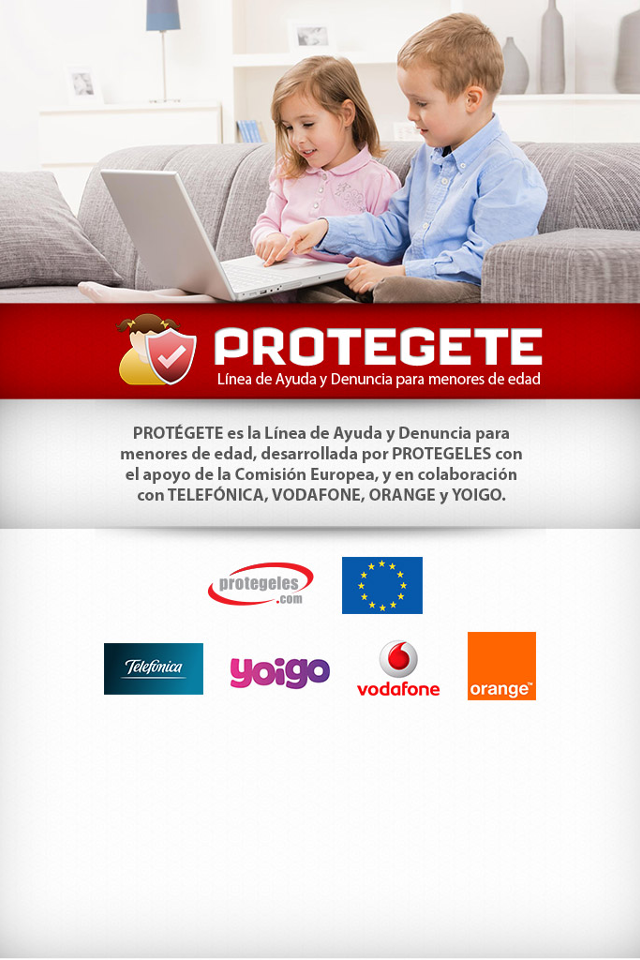 PROTEGETE
Línea de Ayuda y Denuncia para menores de edad
PROTÉGETE es la Línea de Ayuda y Denuncia para
menores de edad, desarrollada por PROTEGELES con
el apoyo de la Comisión Europea, y en colaboración
con TELEFÓNICA, VODAFONE, ORANGE y YOIGO.
protegeles
.com
Telefónica
yoigo
vodafone
orange™